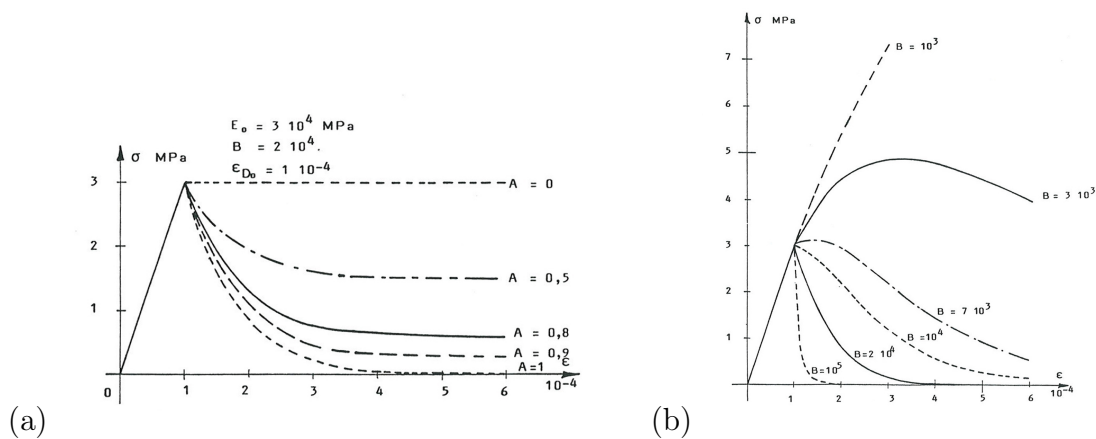 E₀ = 3 10⁴ MPa
B = 2 10⁴.
ϵD₀ = 1 10⁻⁴
σ MPa
3
2
1
0
1
2
3
4
5
6
10⁻⁴
ϵ
A = 0
A = 0,5
A = 0,8
A = 0,9
A=1
(a)
σ MPa
7
6
5
4
3
2
1
1
2
3
4
5
6
10⁻⁴
ϵ
B = 10³
B = 3 10³
B = 7 10³
B=10⁴
B=2 10⁴
B=10⁵
(b)